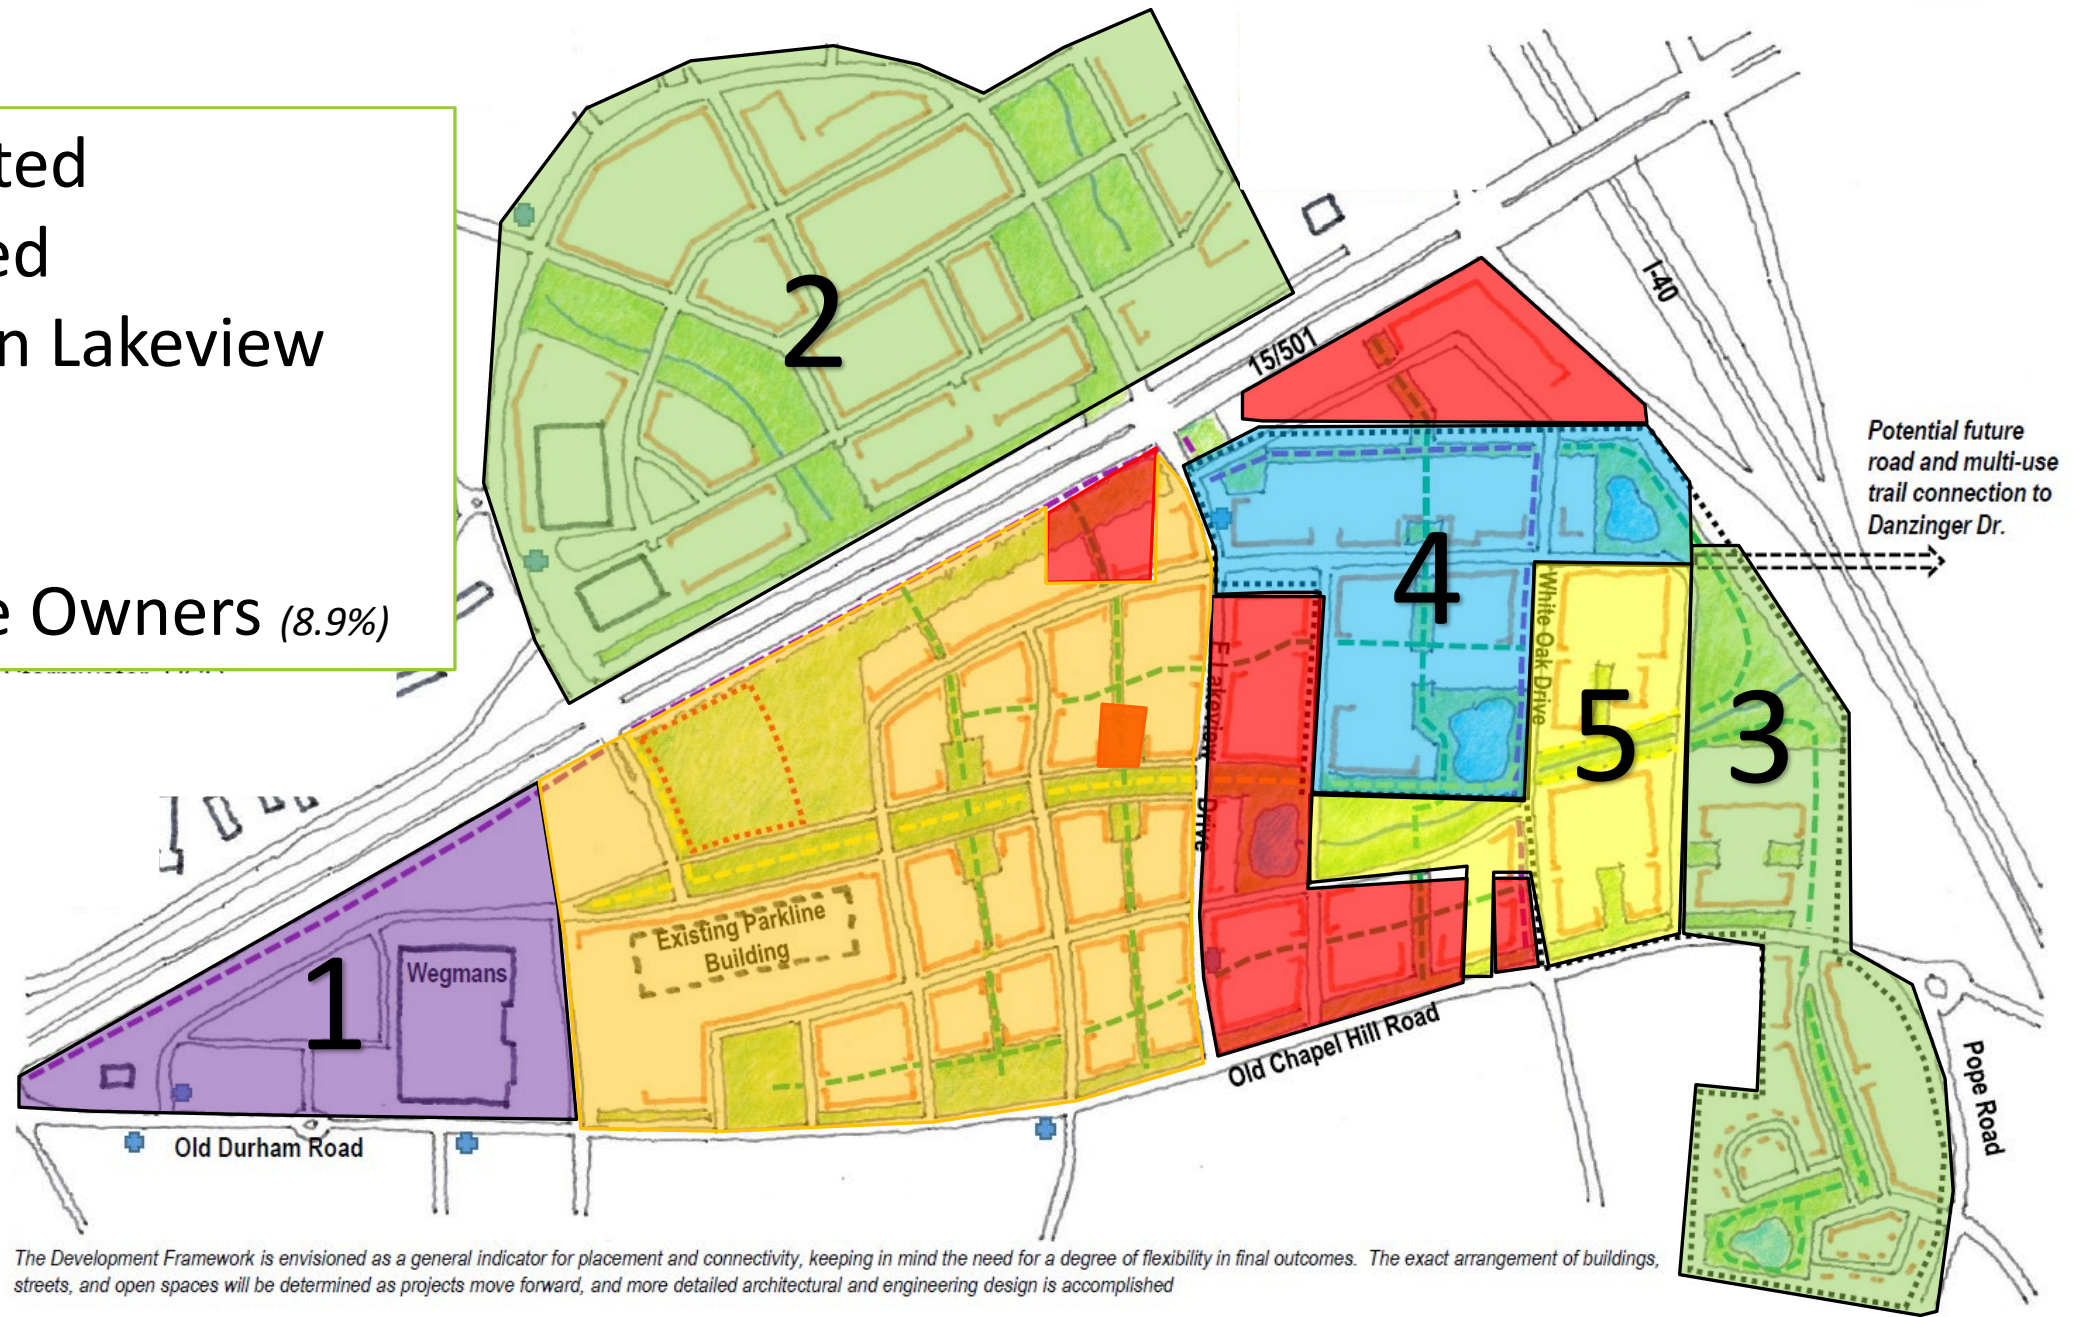 ted
ed
n Lakeview
e Owners (8.9%)
2
15/501
I-40
Potential future
road and multi-use
trail connection to
Danzinger Dr.
4
White Oak Drive
5
3
E Lakeview Drive
Existing Parkline
Building
Wegmans
1
Old Chapel Hill Road
Pope Road
Old Durham Road
The Development Framework is envisioned as a general indicator for placement and connectivity, keeping in mind the need for a degree of flexibility in final outcomes. The exact arrangement of buildings,
streets, and open spaces will be determined as projects move forward, and more detailed architectural and engineering design is accomplished